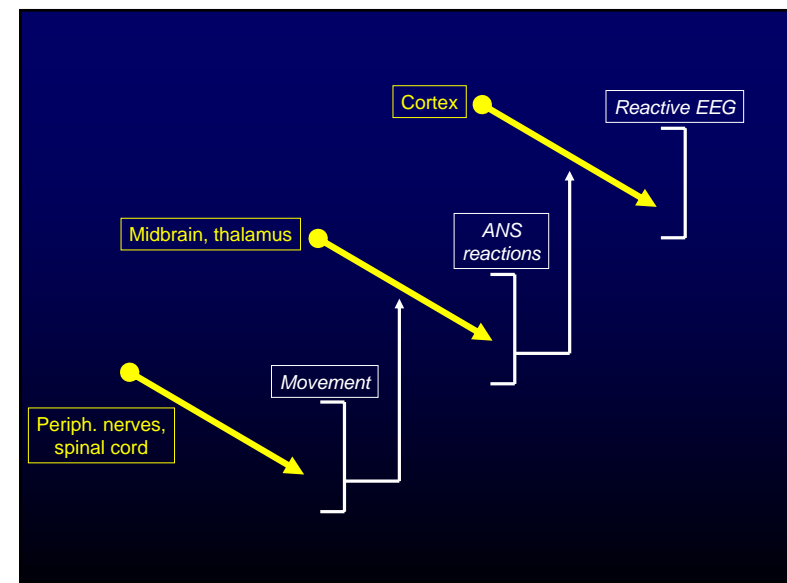 Cortex
Reactive EEG
Midbrain, thalamus
ANS
reactions
Movement
Periph. nerves,
spinal cord